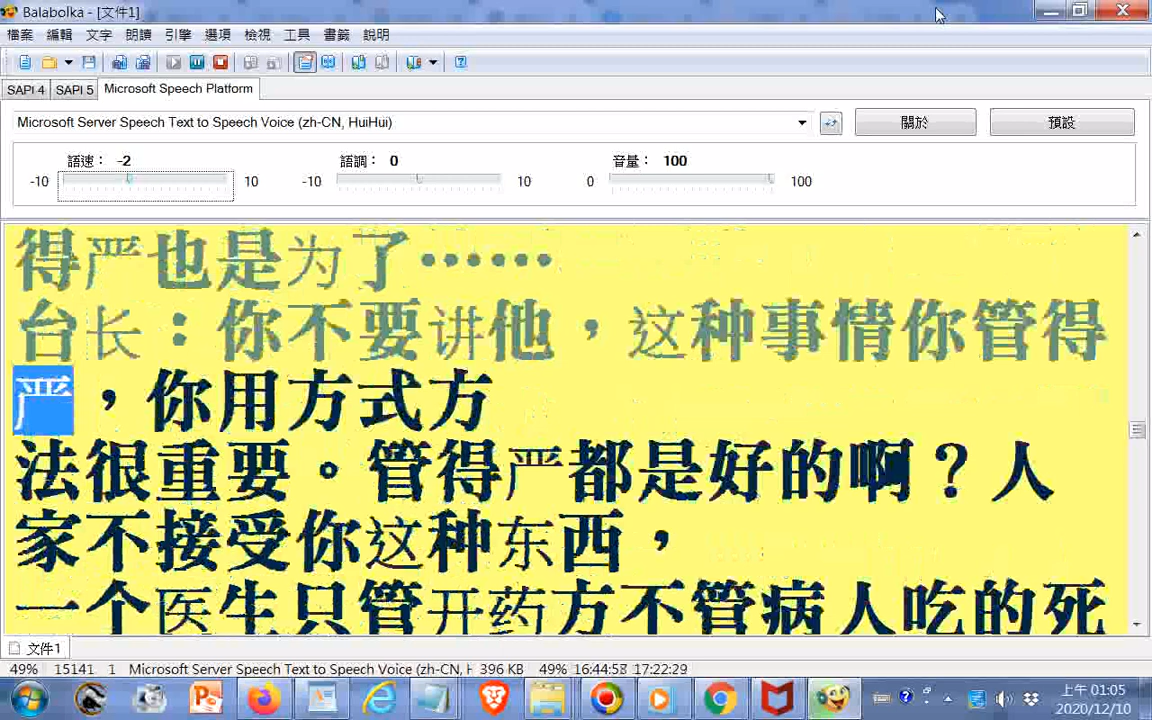 Balabolka - [文件1]
檔案 編輯 文字 朗讀 引擎 選項 檢視 工具 書籤 說明
SAPI 4 SAPI 5 Microsoft Speech Platform
Microsoft Server Speech Text to Speech Voice (zh-CN, HuiHui) 關於 預設
語速： -2 語調： 0 音量： 100
-10 10 -10 10 0 100
得严也是为了……
台长：你不要讲他，这种事情你管得
严，你用方式方
法很重要。管得严都是好的啊？人
家不接受你这种东西，
一个医生只管开药方不管病人吃的死
文件1
49% 15141 1 Microsoft Server Speech Text to Speech Voice (zh-CN, H 396 KB 49% 16:44:58 17:22:29
上午 01:05
2020/12/10